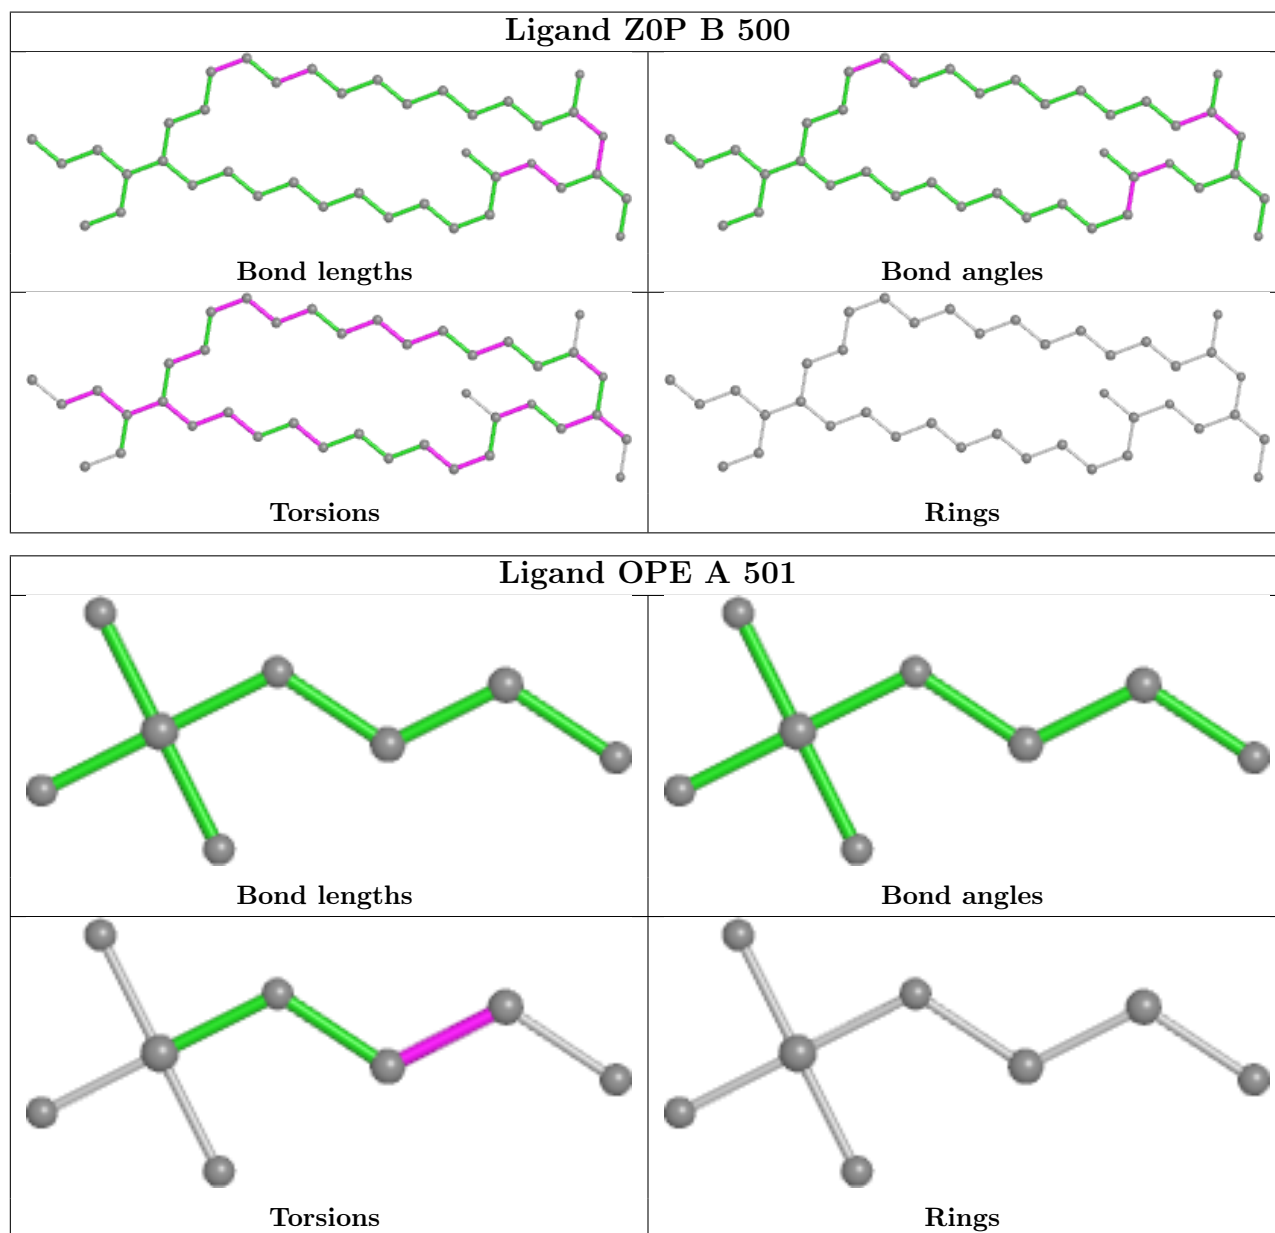 Ligand Z0P B 500
Bond lengths
Bond angles
Torsions
Rings
Ligand OPE A 501
Bond lengths
Bond angles
Torsions
Rings